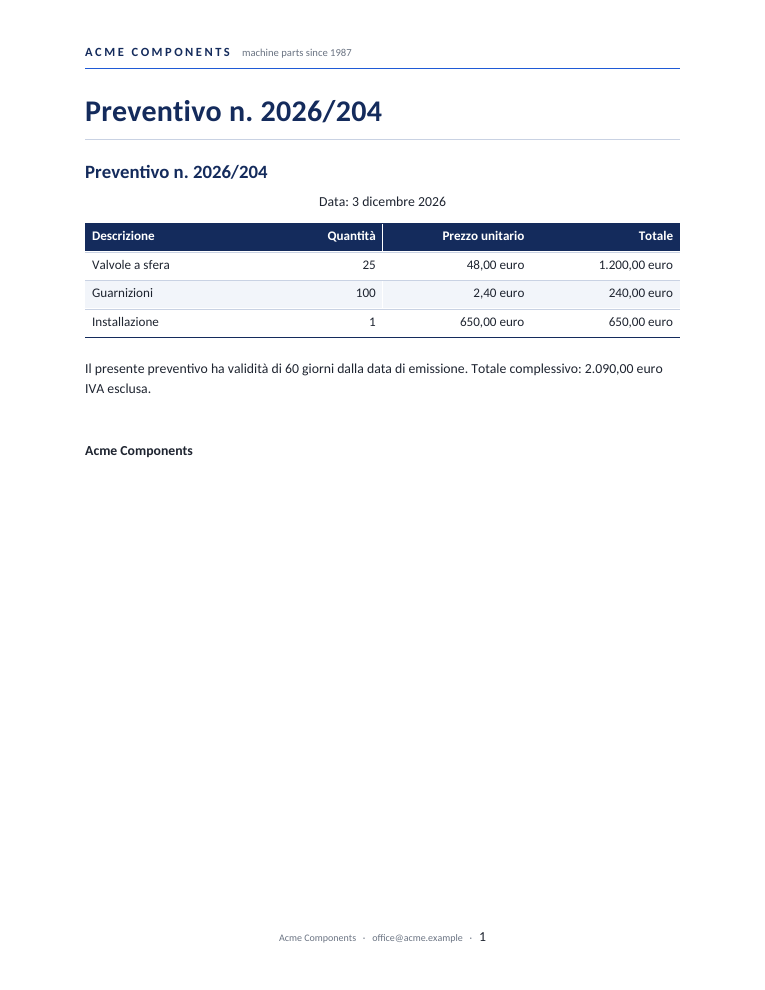 ACME COMPONENTS machine parts since 1987
Preventivo n. 2026/204
Preventivo n. 2026/204
Data: 3 dicembre 2026
Descrizione Quantità Prezzo unitario Totale
Valvole a sfera 25 48,00 euro 1.200,00 euro
Guarnizioni 100 2,40 euro 240,00 euro
Installazione 1 650,00 euro 650,00 euro
Il presente preventivo ha validità di 60 giorni dalla data di emissione. Totale complessivo: 2.090,00 euro
IVA esclusa.
Acme Components
Acme Components · office@acme.example · 1